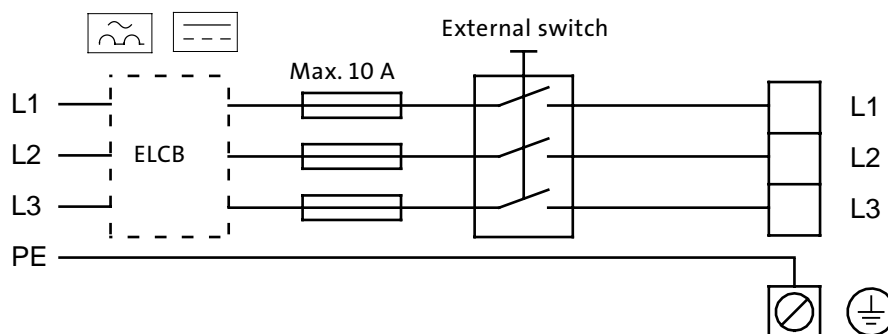 External switch
Max. 10 A
L1
L1
L2
ELCB
L2
L3
L3
PE